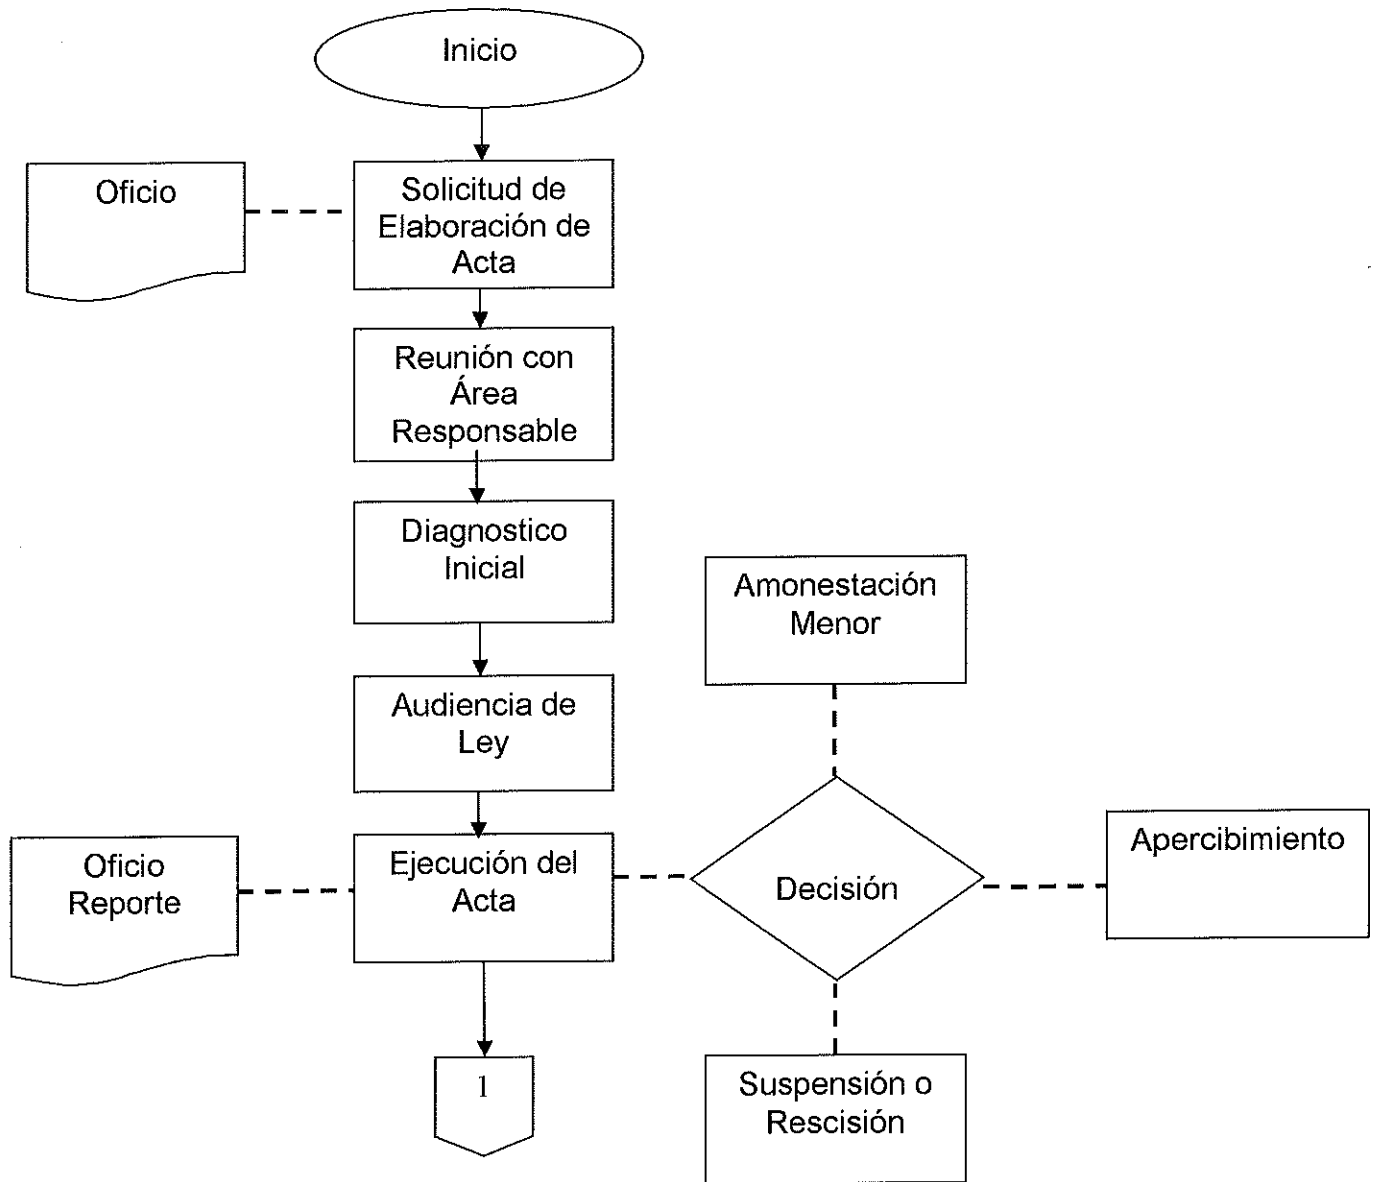 Inicio
Oficio
Solicitud de
Elaboración de
Acta
Reunión con
Área
Responsable
Diagnostico
Inicial
Amonestación
Menor
Audiencia de
Ley
Oficio
Reporte
Ejecución del
Acta
Decisión
Apercibimiento
1
Suspensión o
Rescisión